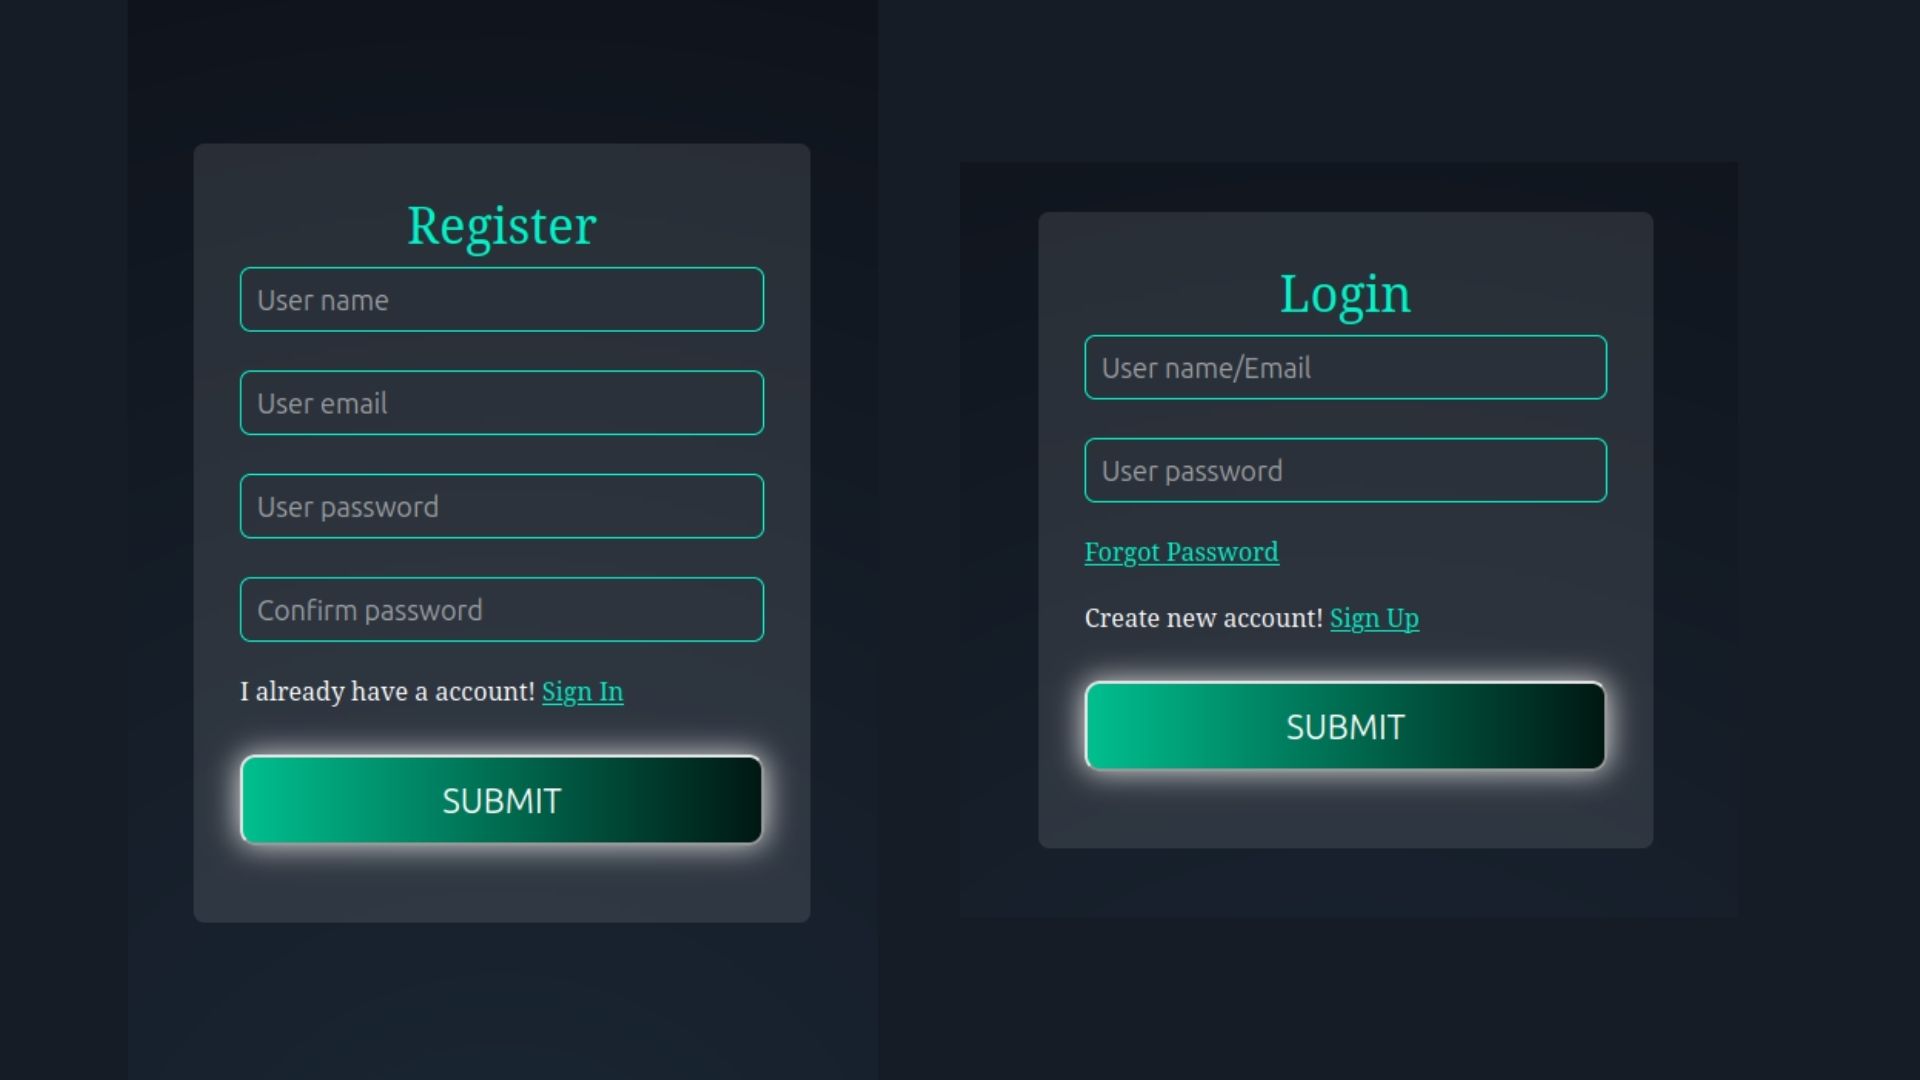 Register
User name
User email
User password
Confirm password
I already have a account! Sign In
SUBMIT
Login
User name/Email
User password
Forgot Password
Create new account! Sign Up
SUBMIT